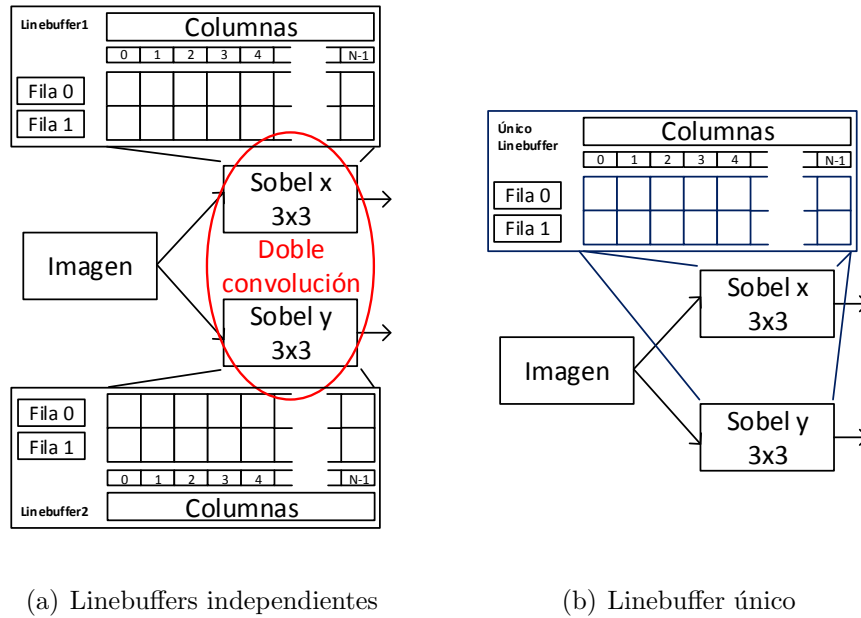 Linebuffer1
Columnas
0 1 2 3 4 N-1
Fila 0
Fila 1
Sobel x
3x3
Imagen
Doble
convolución
Sobel y
3x3
Fila 0
Fila 1
0 1 2 3 4 N-1
Linebuffer2
Columnas
(a) Linebuffers independientes
Único
Linebuffer
Columnas
0 1 2 3 4 N-1
Fila 0
Fila 1
Sobel x
3x3
Imagen
Sobel y
3x3
(b) Linebuffer único